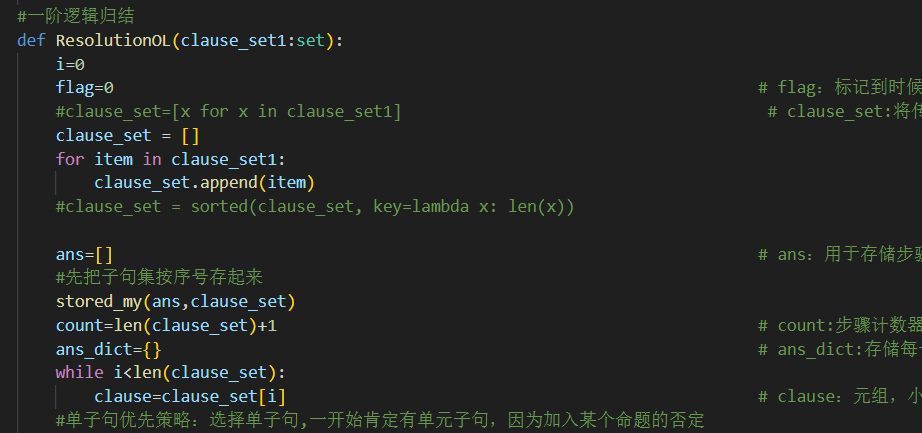 #一阶逻辑归结
def ResolutionOL(clause_set1:set):
i=0
flag=0 # flag：标记到时候
#clause_set=[x for x in clause_set1] # clause_set:将传
clause_set = []
for item in clause_set1:
clause_set.append(item)
#clause_set = sorted(clause_set, key=lambda x: len(x))
ans=[] # ans：用于存储步骤
#先把子句集按序号存起来
stored_my(ans,clause_set)
count=len(clause_set)+1 # count:步骤计数器
ans_dict={} # ans_dict:存储每一
while i<len(clause_set):
clause=clause_set[i] # clause：元组，小
#单子句优先策略：选择单子句,一开始肯定有单元子句，因为加入某个命题的否定